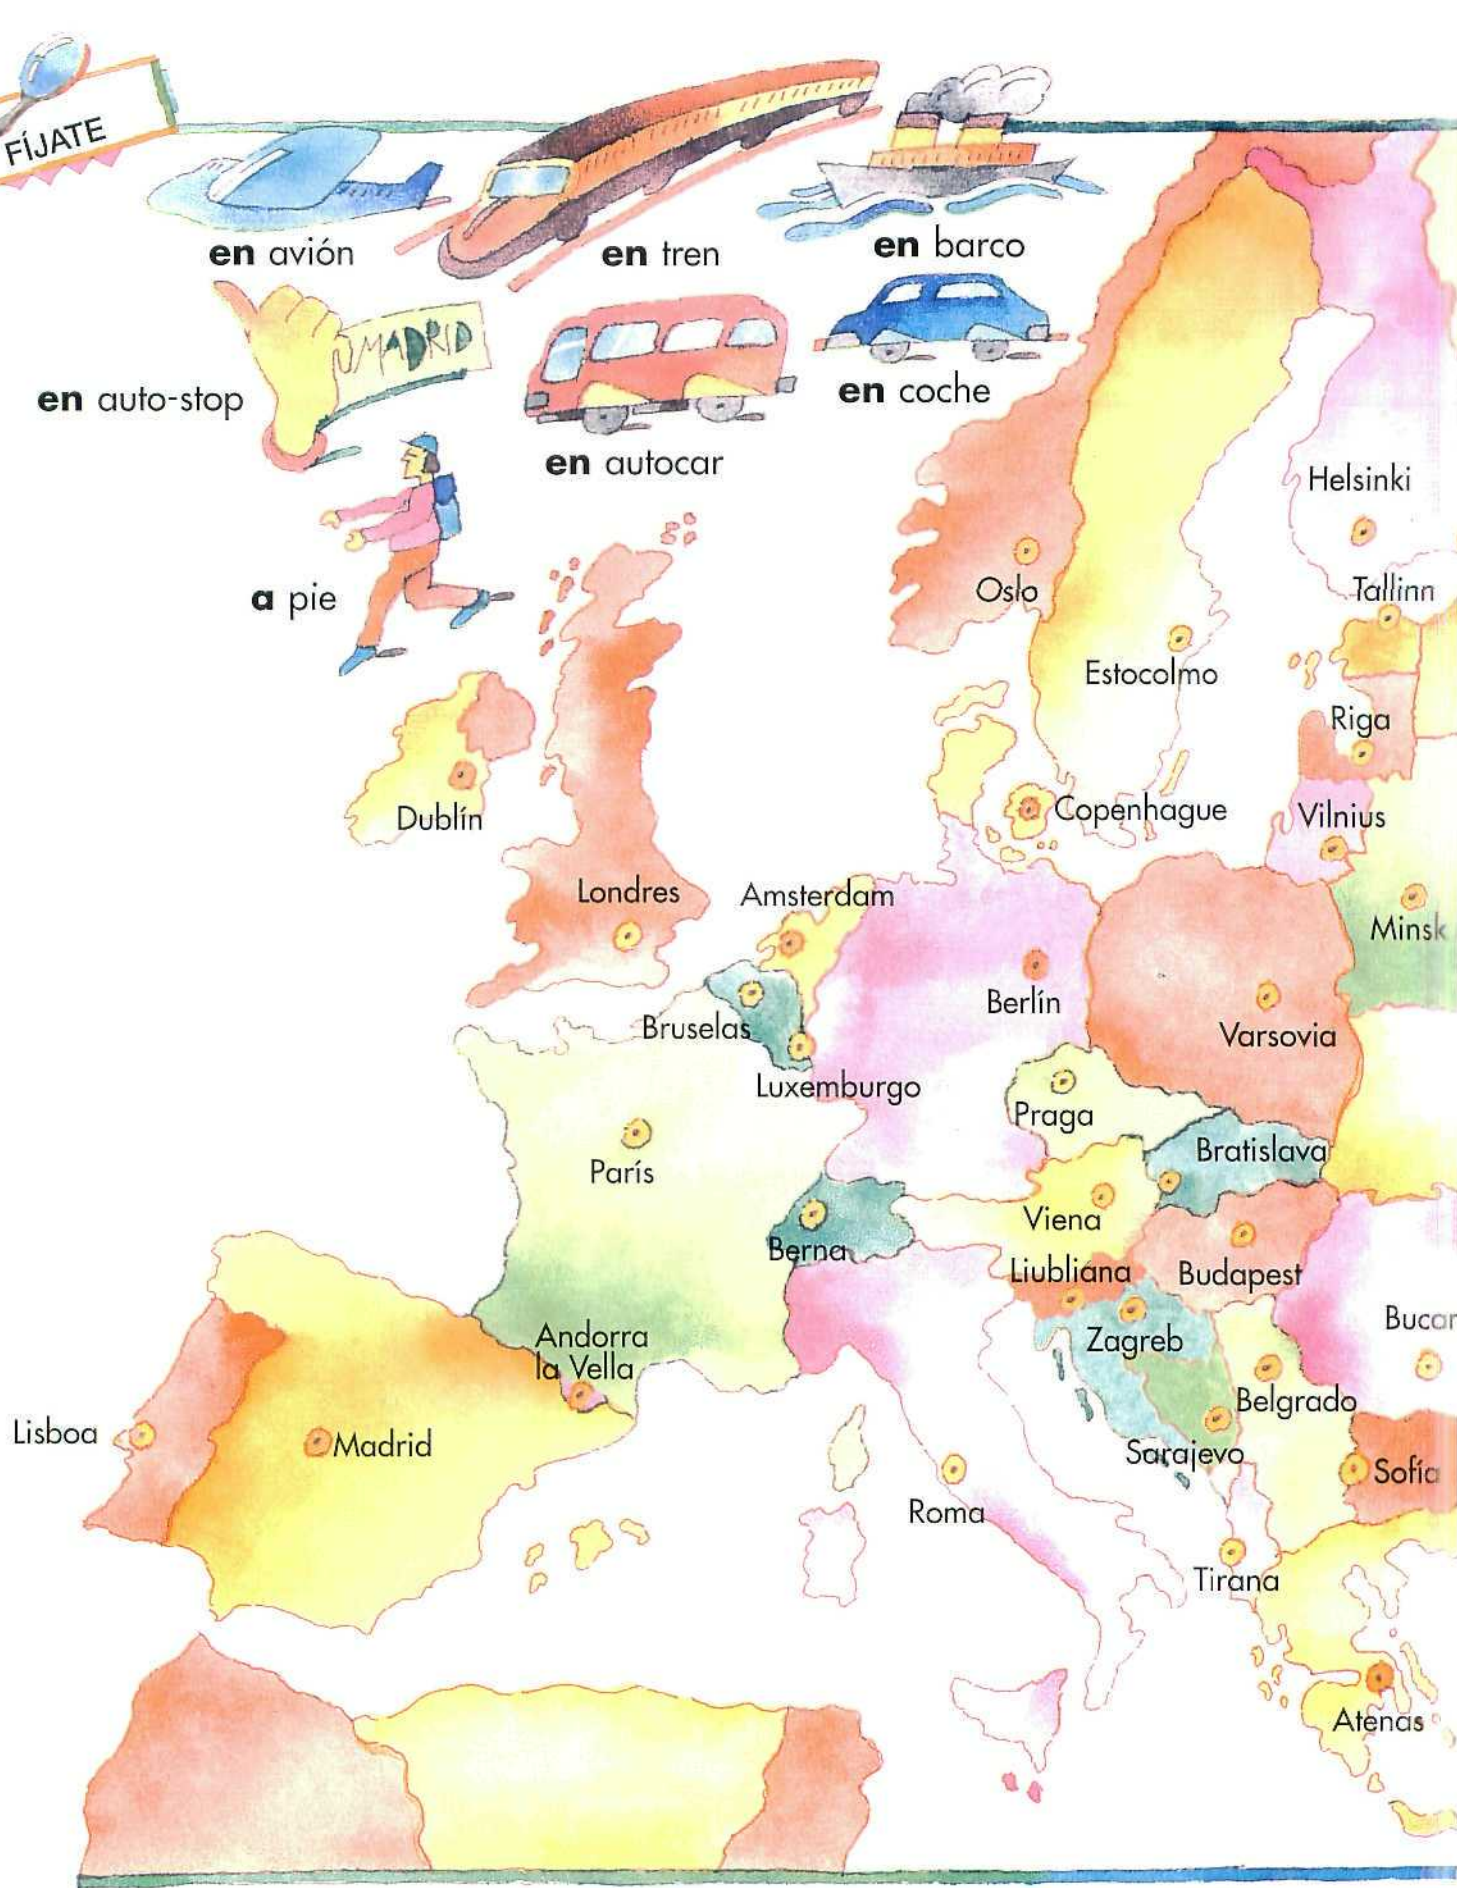 FÍJATE
en avión
en tren
en barco
MADRID
en auto-stop
en autocar
en coche
a pie
Helsinki
Oslo
Tallinn
Estocolmo
Riga
Dublín
Copenhague
Vilnius
Londres
Amsterdam
Minsk
Bruselas
Berlín
Varsovia
Luxemburgo
Praga
París
Bratislava
Viena
Berna
Liubliana
Budapest
Andorra
la Vella
Zagreb
Bucar
Belgrado
Lisboa
Madrid
Sarajevo
Sofía
Roma
Tirana
Atenas